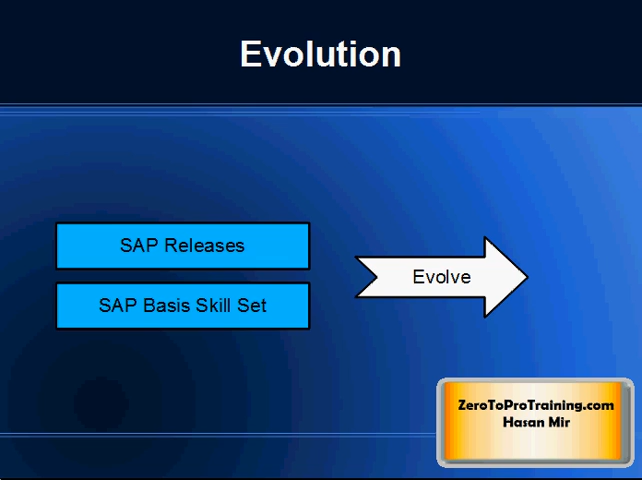 Evolution
SAP Releases
SAP Basis Skill Set
Evolve
ZeroToProTraining.com
Hasan Mir